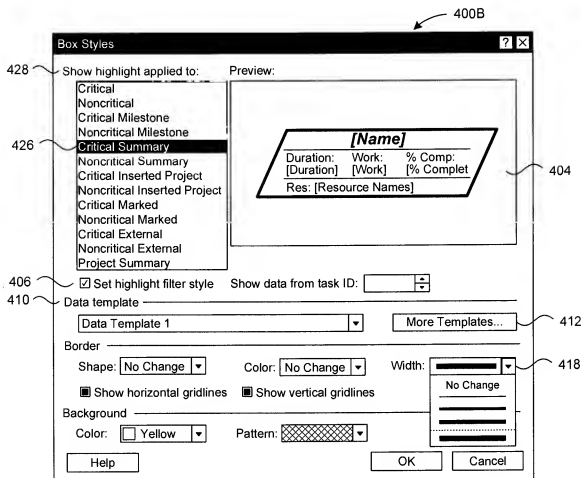 400B
Box Styles ? X
428 Show highlight applied to: Preview:
Critical
Noncritical
Critical Milestone
Noncritical Milestone
426 Critical Summary
Noncritical Summary
Critical Inserted Project
Noncritical Inserted Project
Critical Marked
Noncritical Marked
Critical External
Noncritical External
Project Summary
[Name]
Duration: Work: % Comp:
[Duration] [Work] [% Complet
Res: [Resource Names]
404
406 Set highlight filter style Show data from task ID:
410 Data template
Data Template 1 More Templates... 412
Border
Shape: No Change Color: No Change Width: 418
No Change
Show horizontal gridlines Show vertical gridlines
Background
Color: Yellow Pattern:
Help OK Cancel